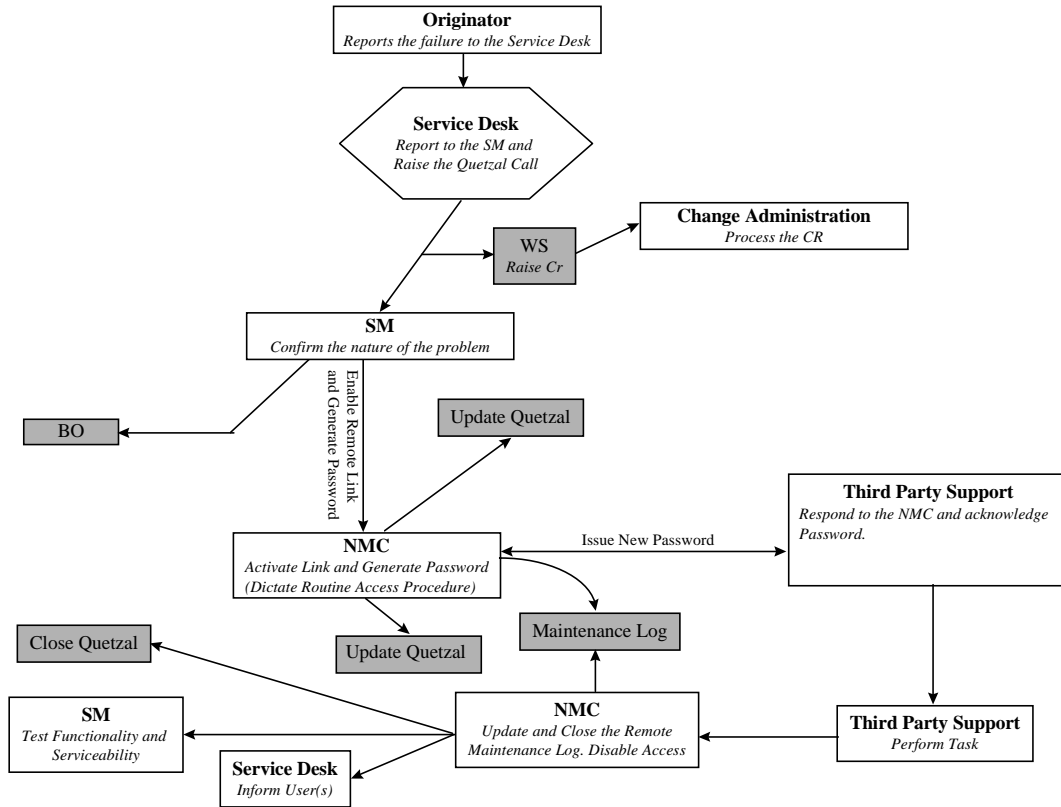 Originator
Reports the failure to the Service Desk
Service Desk
Report to the SM and
Raise the Quetzal Call
WS
Raise Cr
Change Administration
Process the CR
SM
Confirm the nature of the problem
Enable Remote Link
and Generate Password
BO
Update Quetzal
NMC
Activate Link and Generate Password
(Dictate Routine Access Procedure)
Issue New Password
Third Party Support
Respond to the NMC and acknowledge
Password.
Maintenance Log
Update Quetzal
Close Quetzal
NMC
Update and Close the Remote
Maintenance Log. Disable Access
Third Party Support
Perform Task
SM
Test Functionality and
Serviceability
Service Desk
Inform User(s)